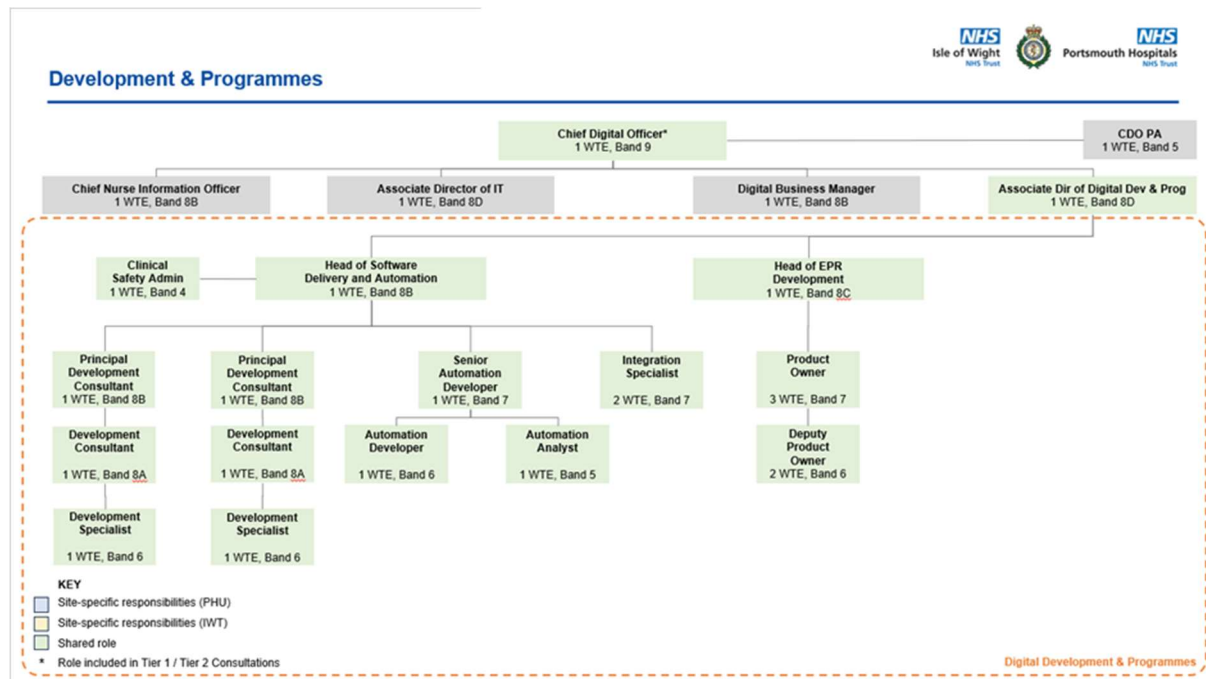 NHS
Isle of Wight
NHS Trust
NHS
Portsmouth Hospitals
NHS Trust
Development & Programmes
Chief Digital Officer*
1 WTE, Band 9
CDO PA
1 WTE, Band 5
Chief Nurse Information Officer
1 WTE, Band 8B
Associate Director of IT
1 WTE, Band 8D
Digital Business Manager
1 WTE, Band 8B
Associate Dir of Digital Dev & Prog
1 WTE, Band 8D
Clinical
Safety Admin
1 WTE, Band 4
Head of Software
Delivery and Automation
1 WTE, Band 8B
Head of EPR
Development
1 WTE, Band 8C
Principal
Development
Consultant
1 WTE, Band 8B
Principal
Development
Consultant
1 WTE, Band 8B
Senior
Automation
Developer
1 WTE, Band 7
Integration
Specialist
2 WTE, Band 7
Product
Owner
3 WTE, Band 7
Development
Consultant
1 WTE, Band 8A
Development
Consultant
1 WTE, Band 8A
Automation
Developer
1 WTE, Band 6
Automation
Analyst
1 WTE, Band 5
Deputy
Product
Owner
2 WTE, Band 6
Development
Specialist
1 WTE, Band 6
Development
Specialist
1 WTE, Band 6
KEY
Site-specific responsibilities (PHU)
Site-specific responsibilities (IWT)
Shared role
* Role included in Tier 1 / Tier 2 Consultations
Digital Development & Programmes